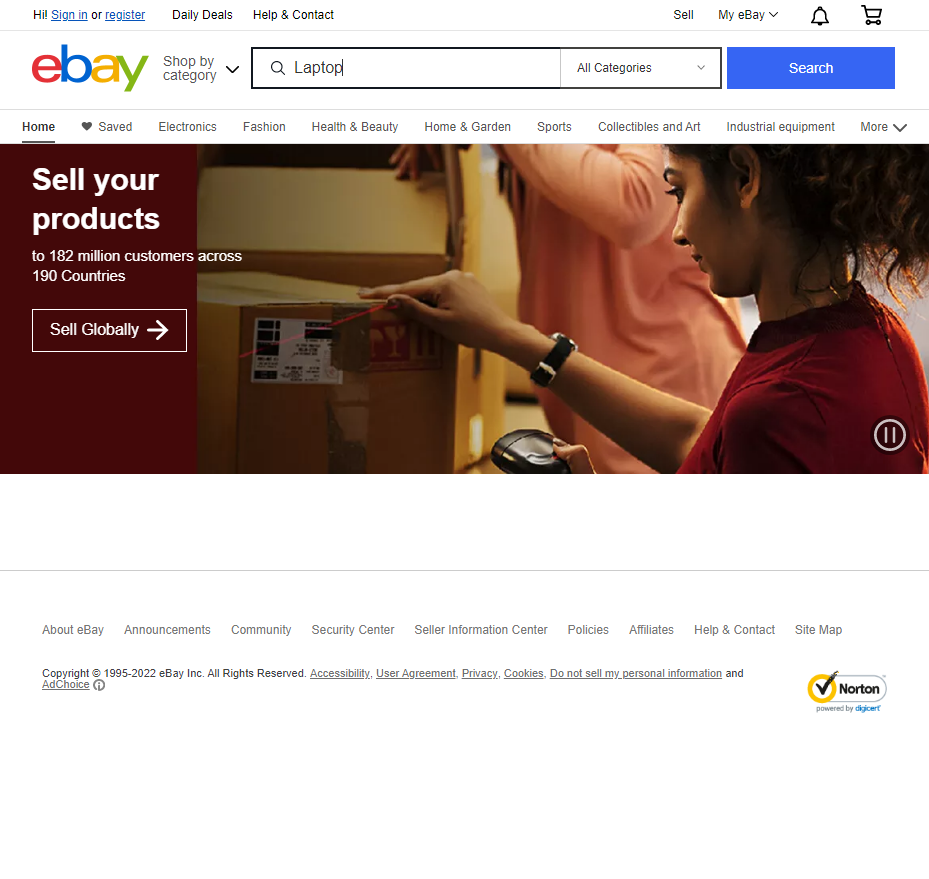 Hi! Sign in or register Daily Deals Help & Contact Sell My eBay
ebay
Shop by
category
Laptop
All Categories
Search
Home Saved Electronics Fashion Health & Beauty Home & Garden Sports Collectibles and Art Industrial equipment More
Sell your
products
to 182 million customers across
190 Countries
Sell Globally
About eBay Announcements Community Security Center Seller Information Center Policies Affiliates Help & Contact Site Map
Copyright © 1995-2022 eBay Inc. All Rights Reserved. Accessibility, User Agreement, Privacy, Cookies, Do not sell my personal information and
AdChoice
Norton
powered by digicert